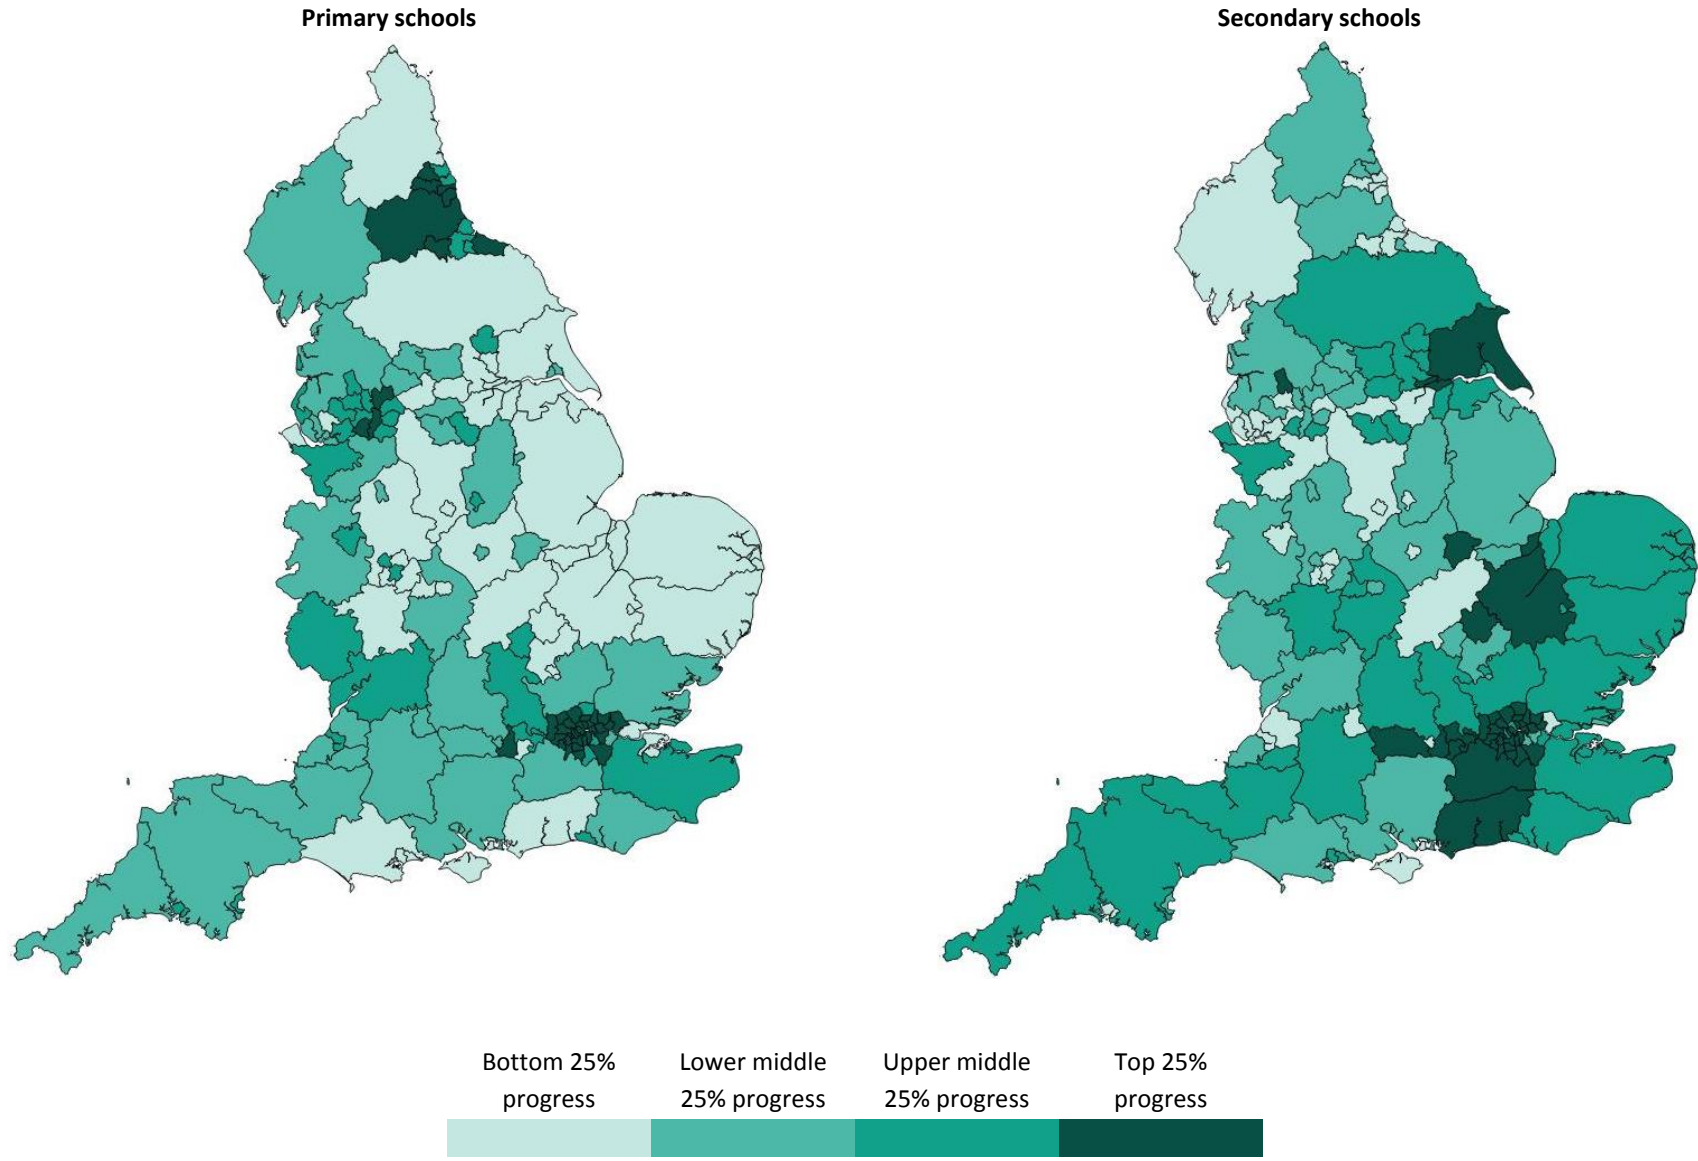 Primary schools
Secondary schools
Bottom 25%
progress
Lower middle
25% progress
Upper middle
25% progress
Top 25%
progress